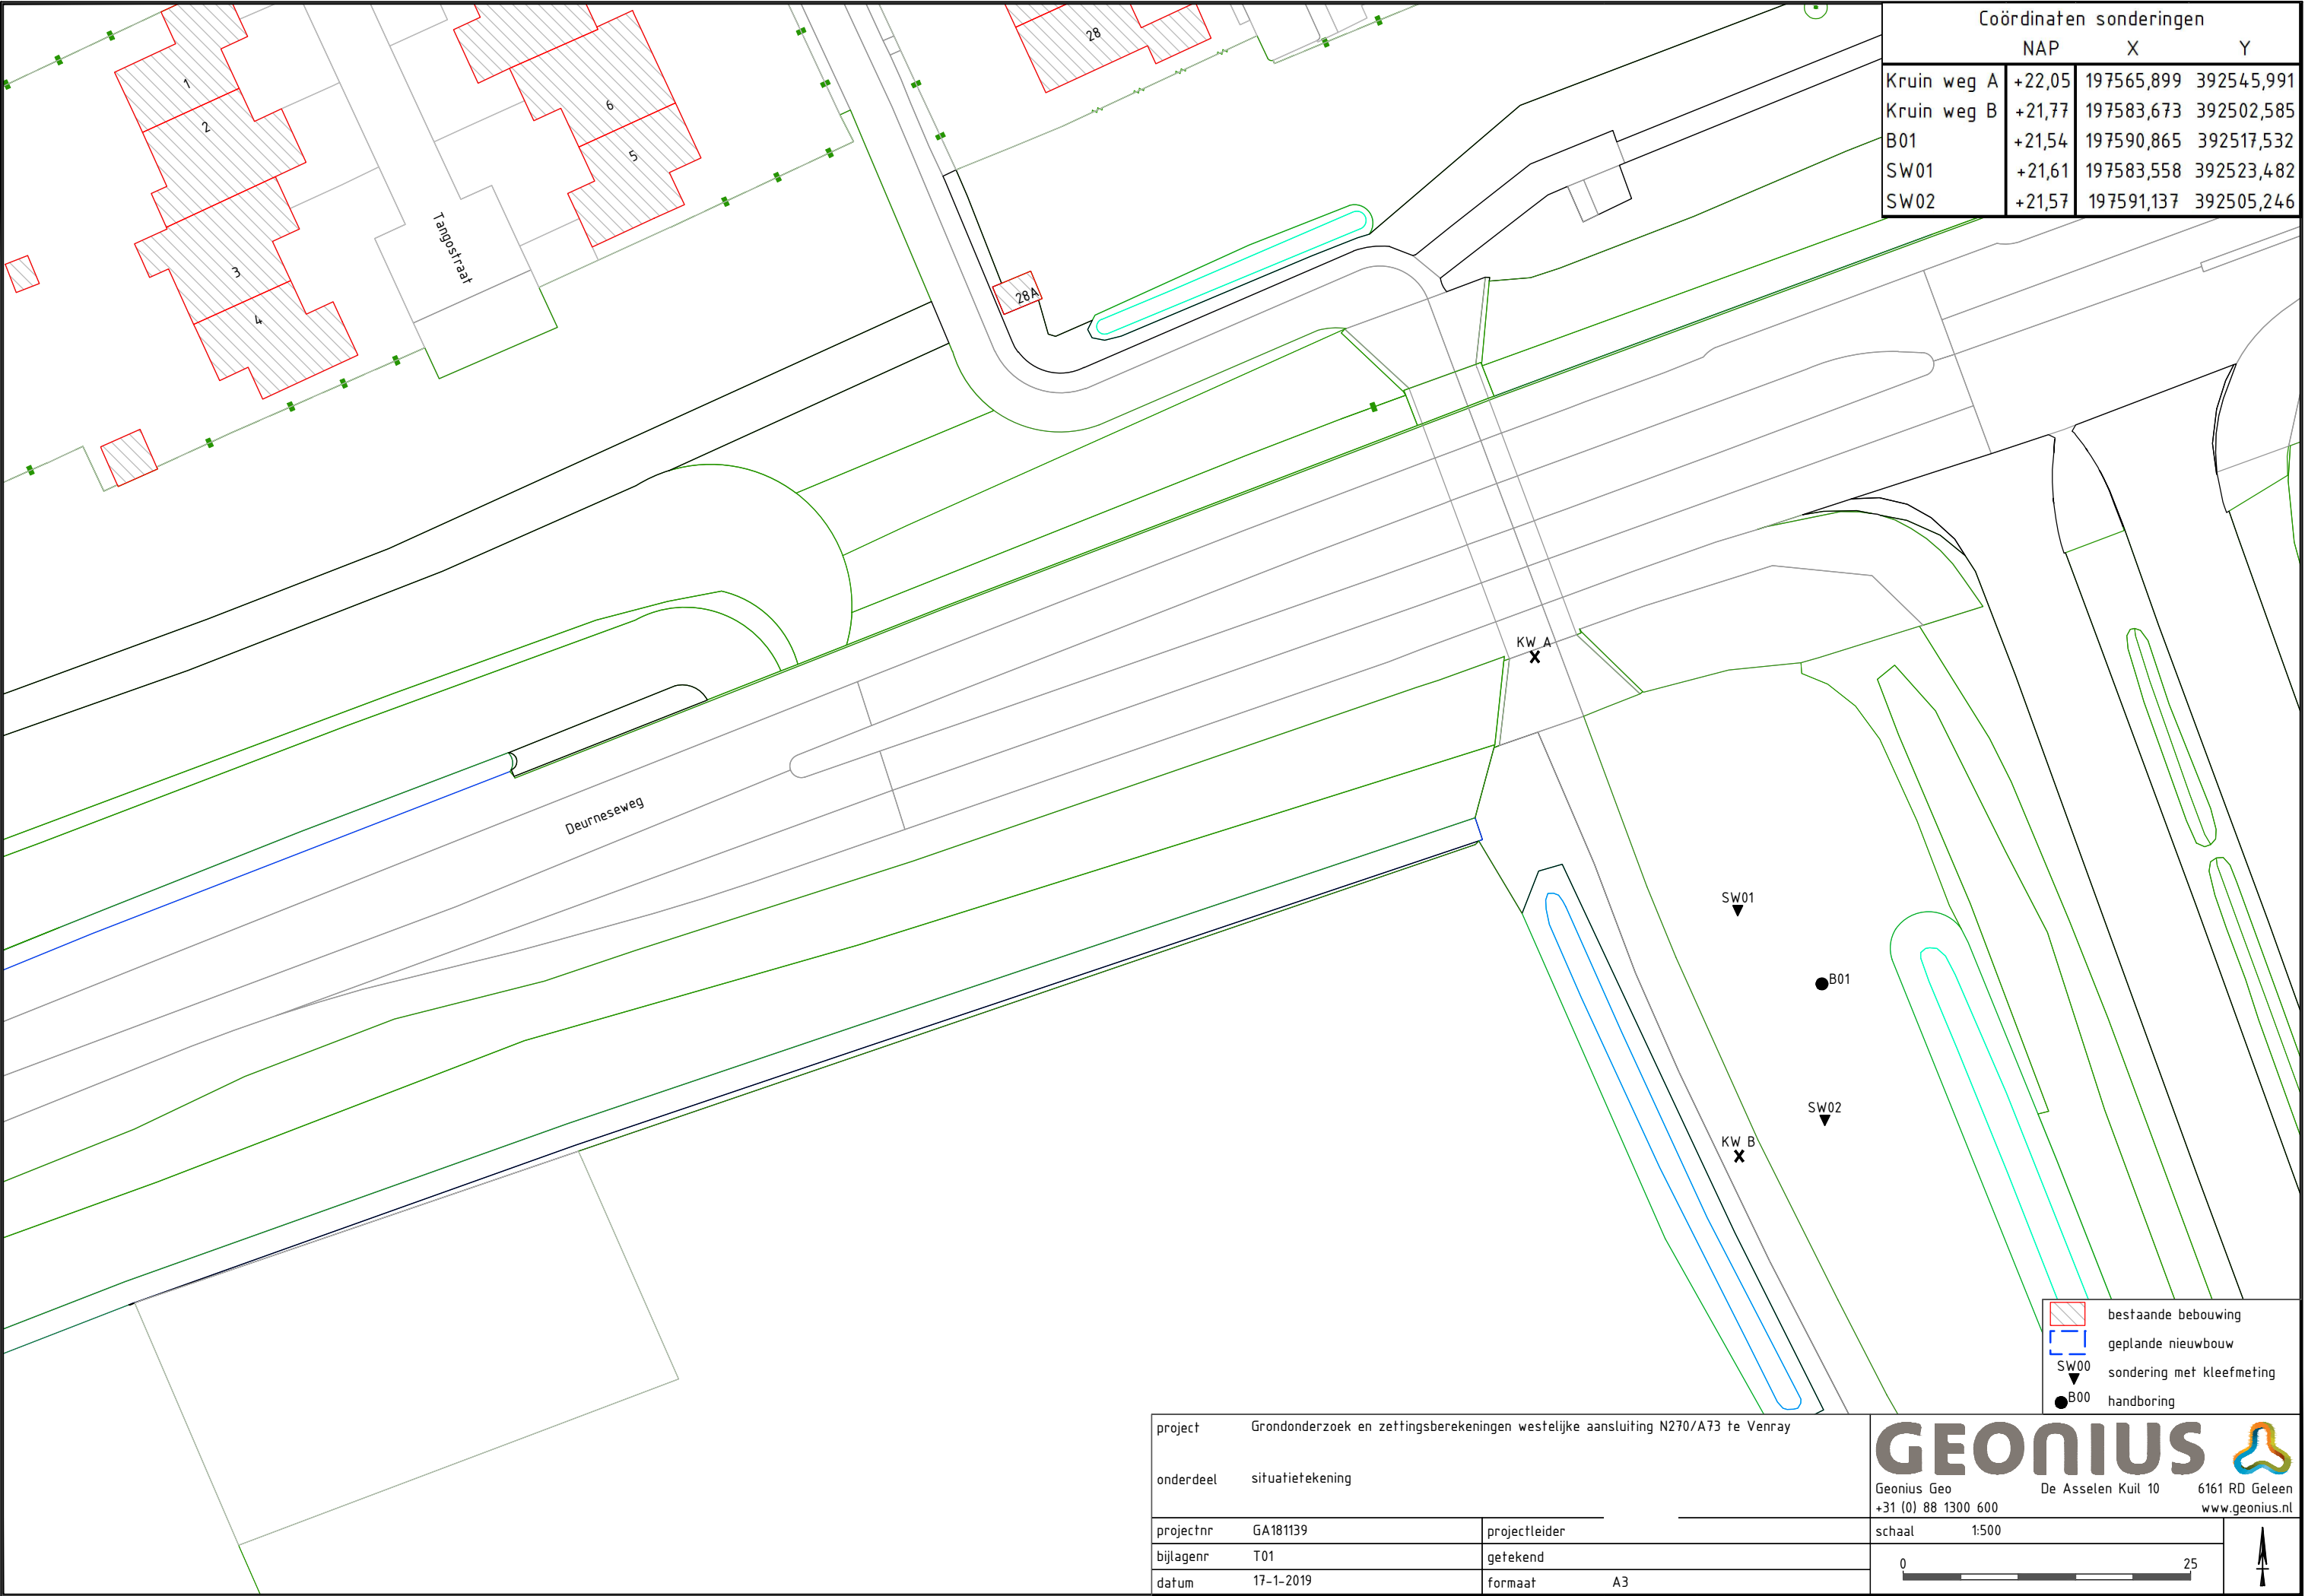 Coördinaten sonderingen
NAP X Y
Kruin weg A +22,05 197565,899 392545,991
Kruin weg B +21,77 197583,673 392502,585
B01 +21,54 197590,865 392517,532
SW01 +21,61 197583,558 392523,482
SW02 +21,57 197591,137 392505,246
28
1
2
6
5
Tangostraat
3
4
28A
KW A
Deurneseweg
SW01
B01
SW02
KW B
bestaande bebouwing
geplande nieuwbouw
SW00 sondering met kleefmeting
B00 handboring
project Grondonderzoek en zettingsberekeningen westelijke aansluiting N270/A73 te Venray
onderdeel situatietekening
GEONIUS
Geonius Geo De Asselen Kuil 10 6161 RD Geleen
+31 (0) 88 1300 600 www.geonius.nl
projectnr GA181139 projectleider
schaal 1:500
bijlagenr T01 getekend
0 25
datum 17-1-2019 formaat A3